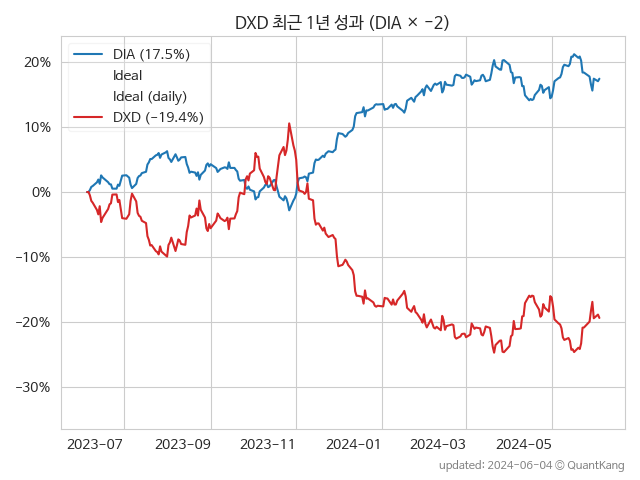 DXD 최근 1년 성과 (DIA × −2)
DIA (17.5%)
Ideal
Ideal (daily)
DXD (−19.4%)
20%
10%
0%
−10%
−20%
−30%
2023-07
2023-09
2023-11
2024-01
2024-03
2024-05
updated: 2024-06-04 © QuantKang